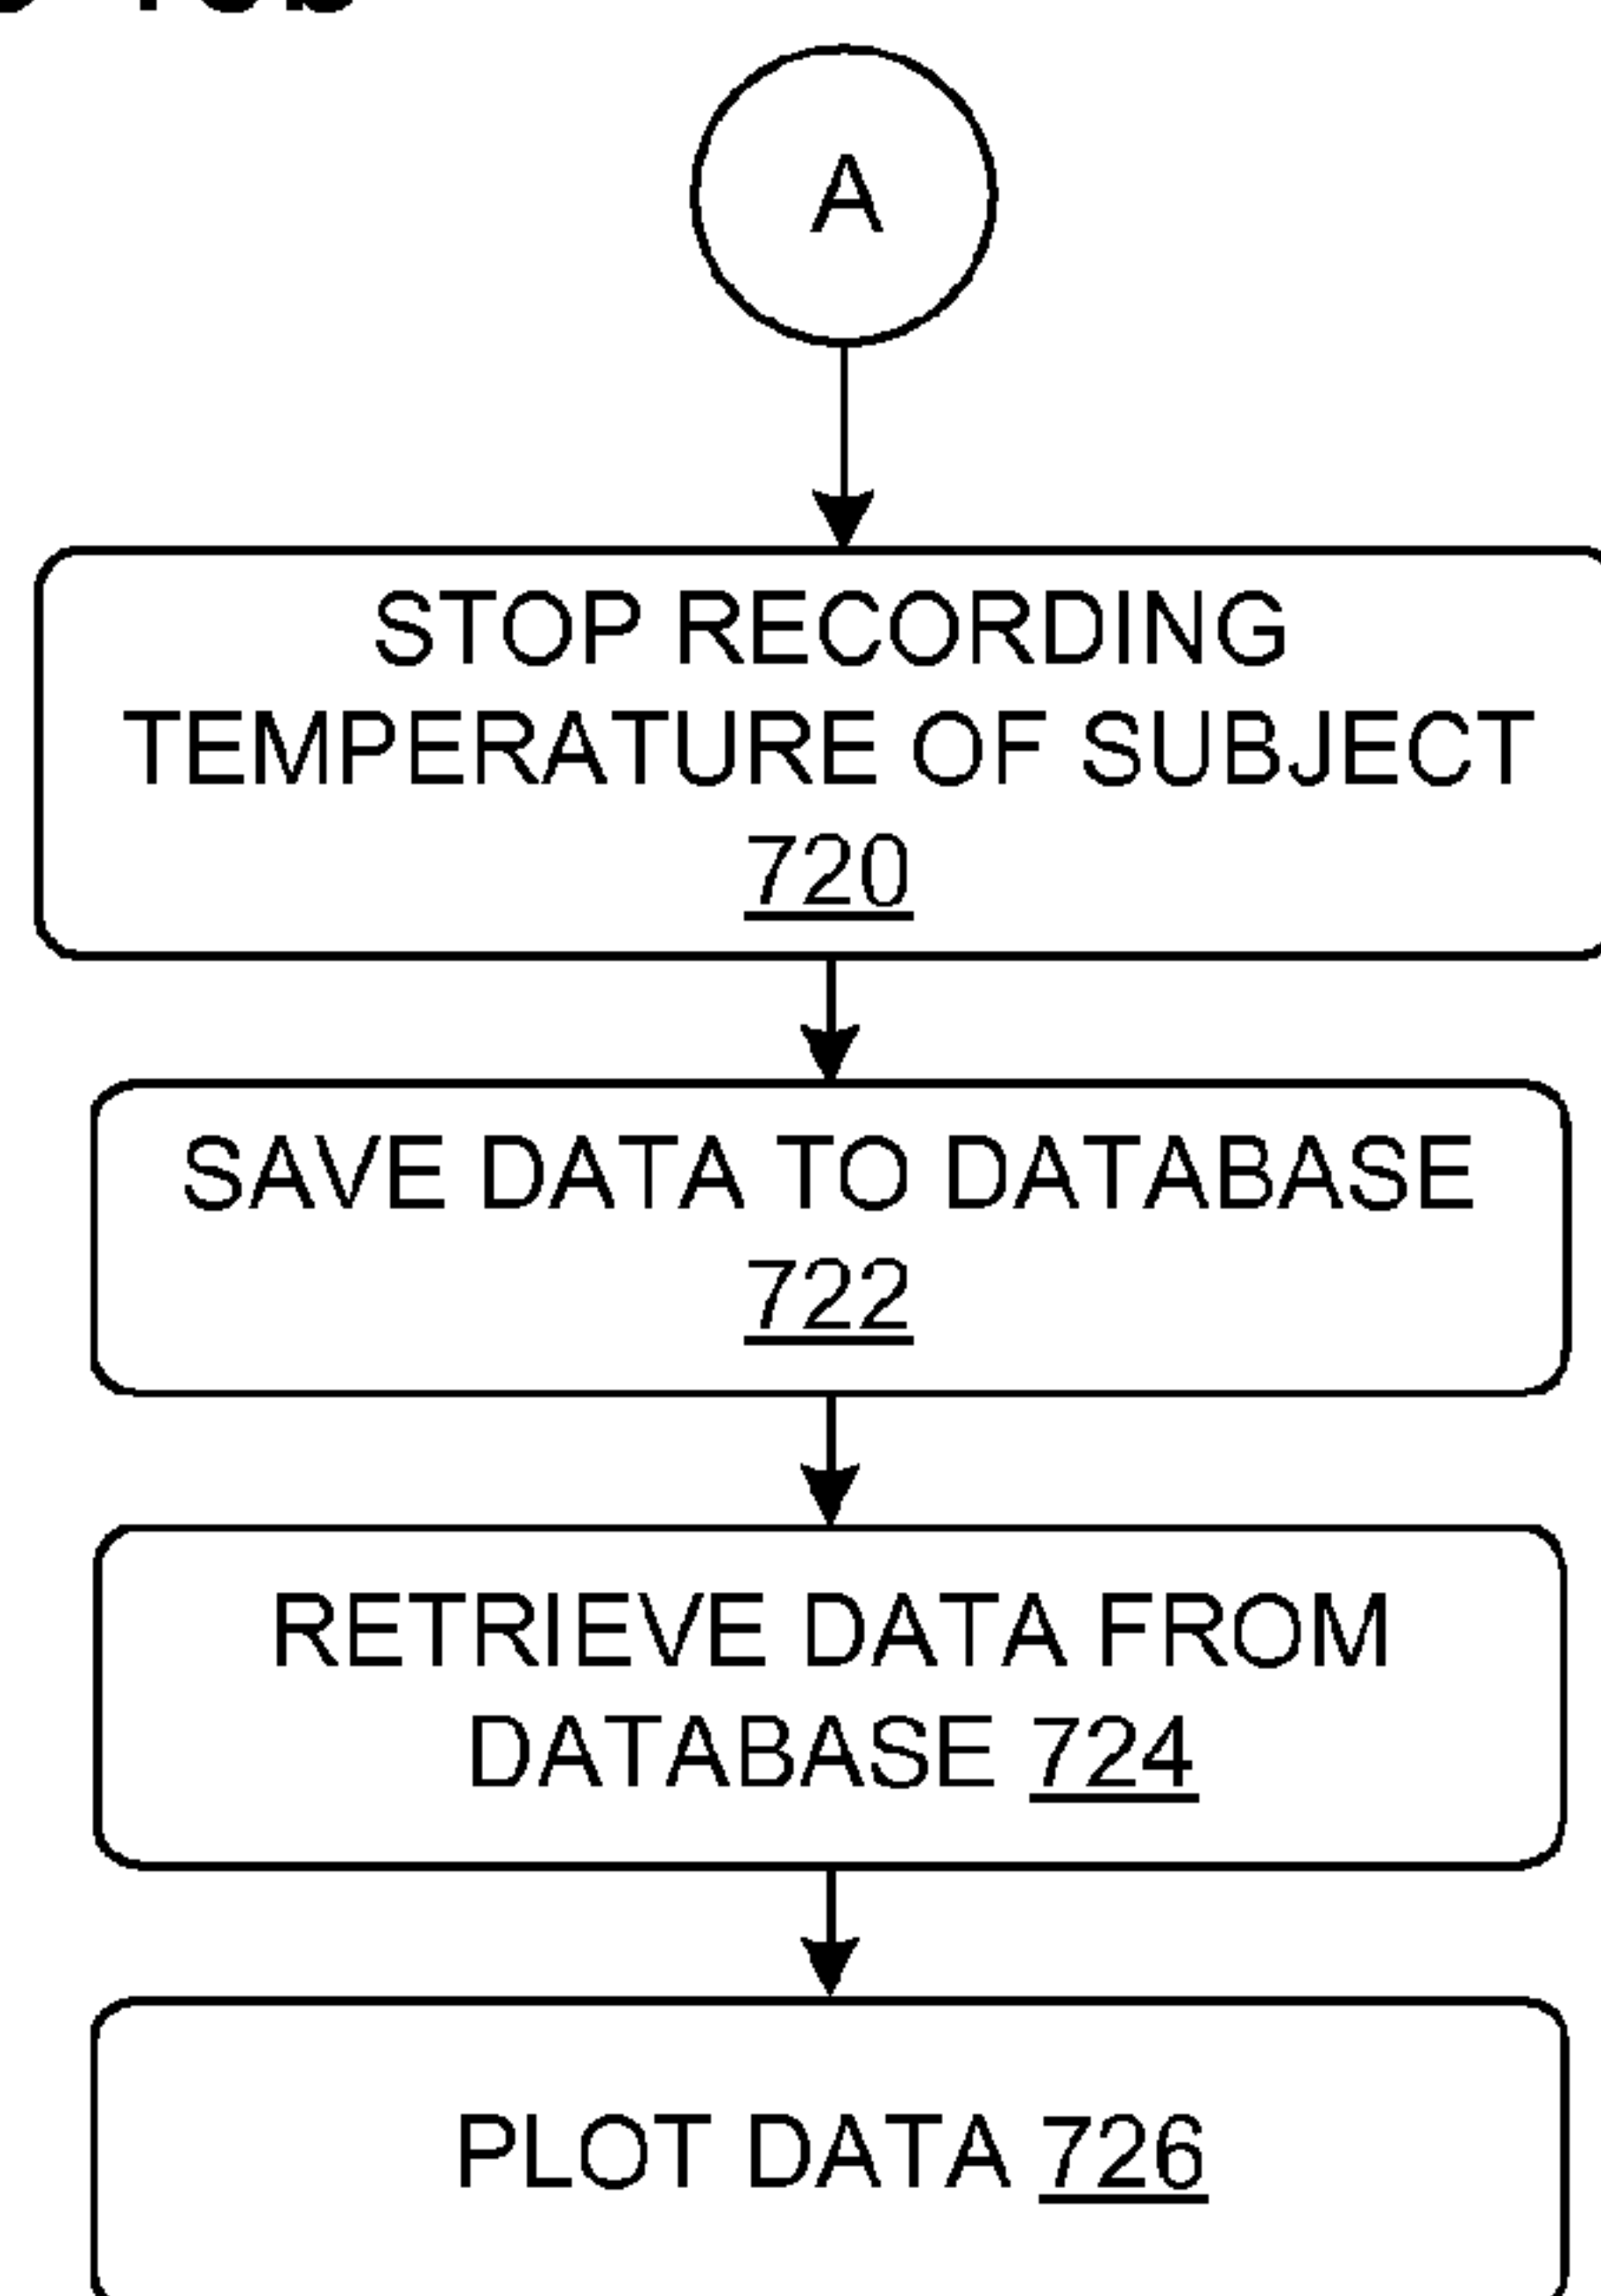 A
STOP RECORDING
TEMPERATURE OF SUBJECT
720
SAVE DATA TO DATABASE
722
RETRIEVE DATA FROM
DATABASE 724
PLOT DATA 726